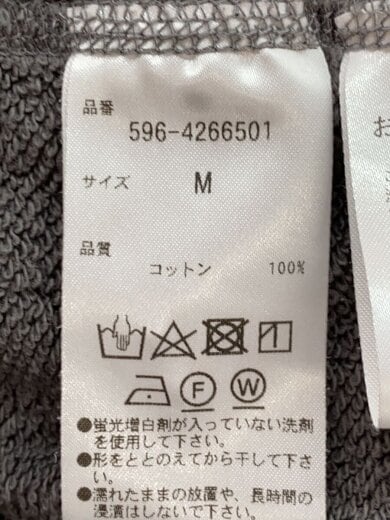 品番
596-4266501
サイズ M
品質
コットン 100%
F W
●蛍光増白剤が入っていない洗剤
を使用して下さい。
●形をととのえてから干して下さ
い。
●濡れたままの放置や、長時間の
浸漬はしないで下さい。
お